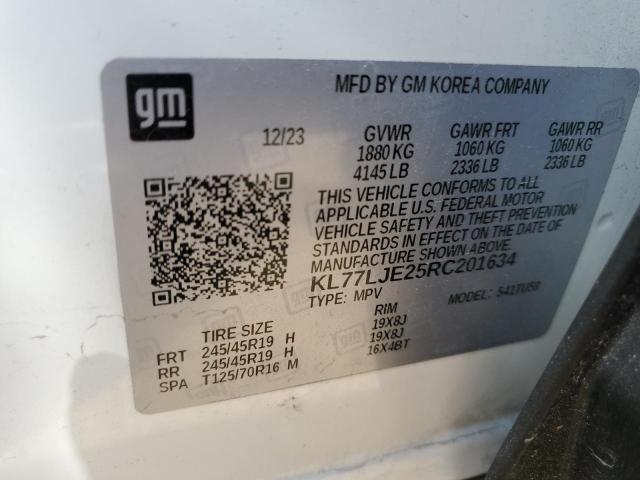 gm
MFD BY GM KOREA COMPANY
12/23
GVWR GAWR FRT GAWR RR
1880 KG 1060 KG 1060 KG
4145 LB 2336 LB 2336 LB
THIS VEHICLE CONFORMS TO ALL
APPLICABLE U.S. FEDERAL MOTOR
VEHICLE SAFETY AND THEFT PREVENTION
STANDARDS IN EFFECT ON THE DATE OF
MANUFACTURE SHOWN ABOVE.
KL77LJE25RC201634
TYPE: MPV MODEL:
TIRE SIZE RIM
FRT 245/45R19 H 19X8J
RR 245/45R19 H 19X8J
SPA T125/70R16 M 16X4BT